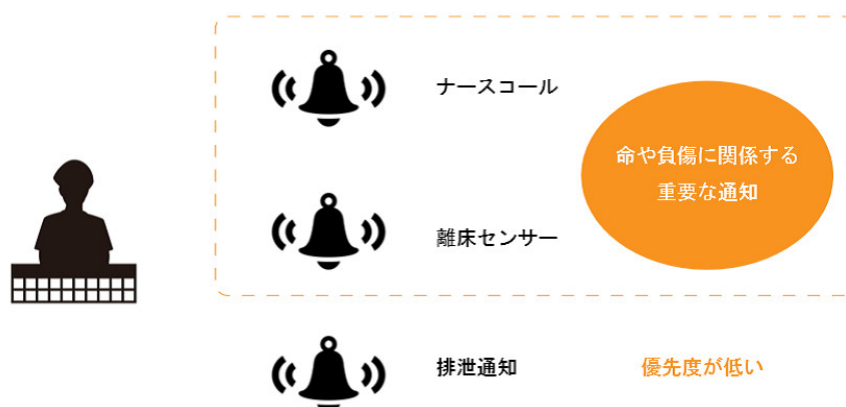 ナースコール
命や負傷に関係する
重要な通知
離床センサー
排泄通知
優先度が低い